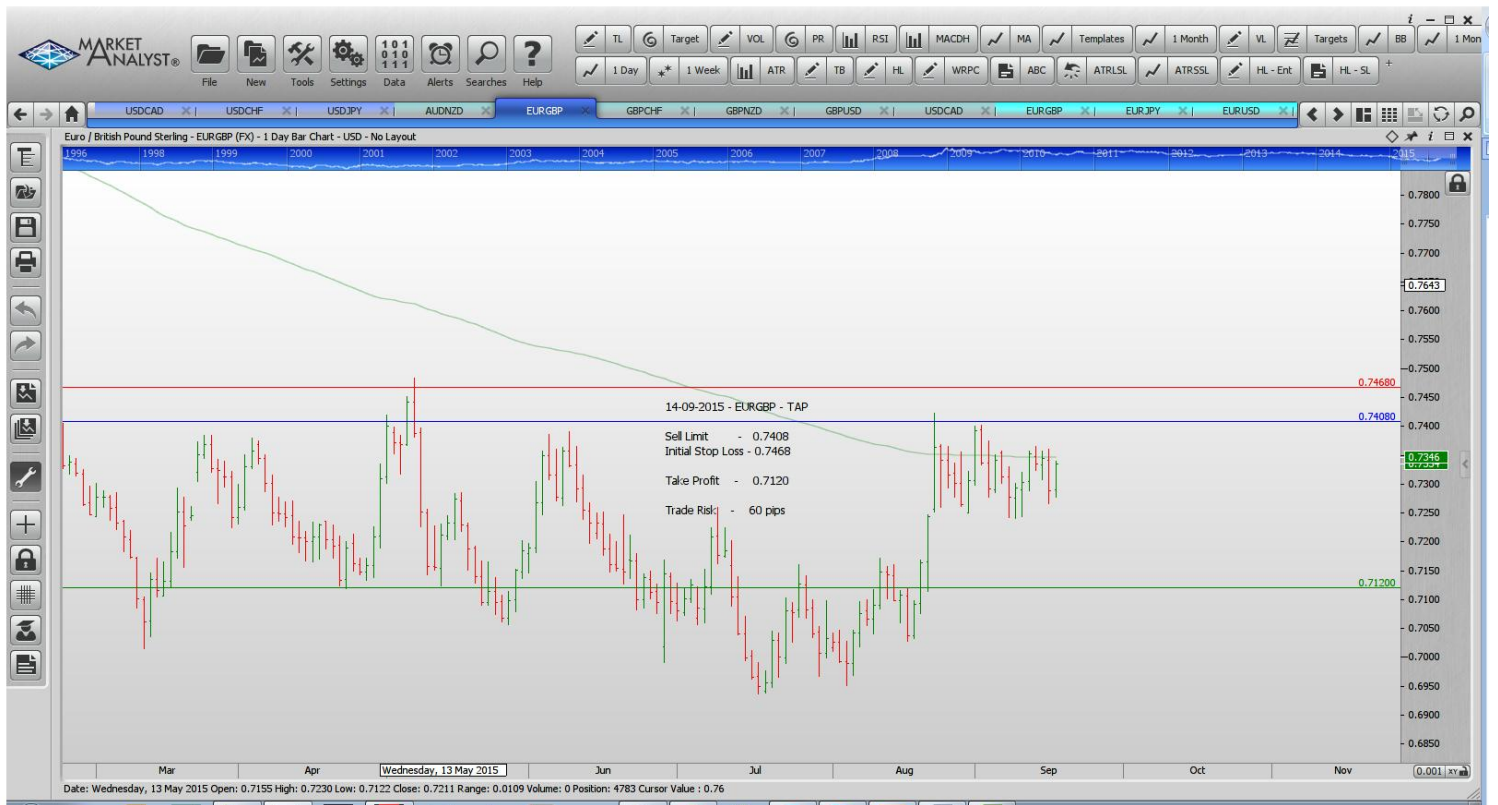 i
MARKET ANALYST®
File New Tools Settings Data Alerts Searches Help
101
010
111
TL Target VOL PR RSI MACDH MA Templates 1 Month VL Targets BB 1 Mon
1 Day 1 Week ATR TB HL WRPC ABC ATRLSL ATRSSL HL - Ent HL - SL +
USDCAD USDCHF USDJPY AUDNZD EURGBP GBPCHF GBPNZD GBPUSD USDCAD EURGBP EURJPY EURUSD
Euro / British Pound Sterling - EURGBP (FX) - 1 Day Bar Chart - USD - No Layout
1996 1998 1999 2000 2001 2002 2003 2004 2005 2006 2007 2008 2009 2010 2011 2012 2013 2014 2015
0.7800
0.7750
0.7700
0.7643
0.7600
0.7550
0.7500
0.74680
0.7450
0.74080
0.7400
0.7346
0.7300
0.7250
0.7200
0.7150
0.71200
0.7100
0.7050
0.7000
0.6950
0.6900
0.6850
14-09-2015 - EURGBP - TAP
Sell Limit - 0.7408
Initial Stop Loss - 0.7468
Take Profit - 0.7120
Trade Risk - 60 pips
Mar Apr Wednesday, 13 May 2015 Jun Jul Aug Sep Oct Nov 0.001 XY
Date: Wednesday, 13 May 2015 Open: 0.7155 High: 0.7230 Low: 0.7122 Close: 0.7211 Range: 0.0109 Volume: 0 Position: 4783 Cursor Value : 0.76